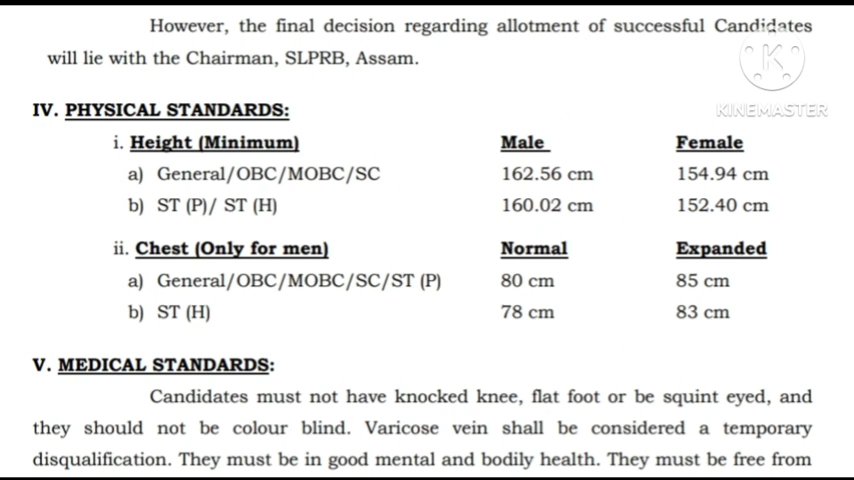 However, the final decision regarding allotment of successful Candidates
will lie with the Chairman, SLPRB, Assam.
K
KINEMASTER
IV. PHYSICAL STANDARDS:
i. Height (Minimum) Male Female
a) General/OBC/MOBC/SC 162.56 cm 154.94 cm
b) ST (P)/ ST (H) 160.02 cm 152.40 cm
ii. Chest (Only for men) Normal Expanded
a) General/OBC/MOBC/SC/ST (P) 80 cm 85 cm
b) ST (H) 78 cm 83 cm
V. MEDICAL STANDARDS:
Candidates must not have knocked knee, flat foot or be squint eyed, and
they should not be colour blind. Varicose vein shall be considered a temporary
disqualification. They must be in good mental and bodily health. They must be free from